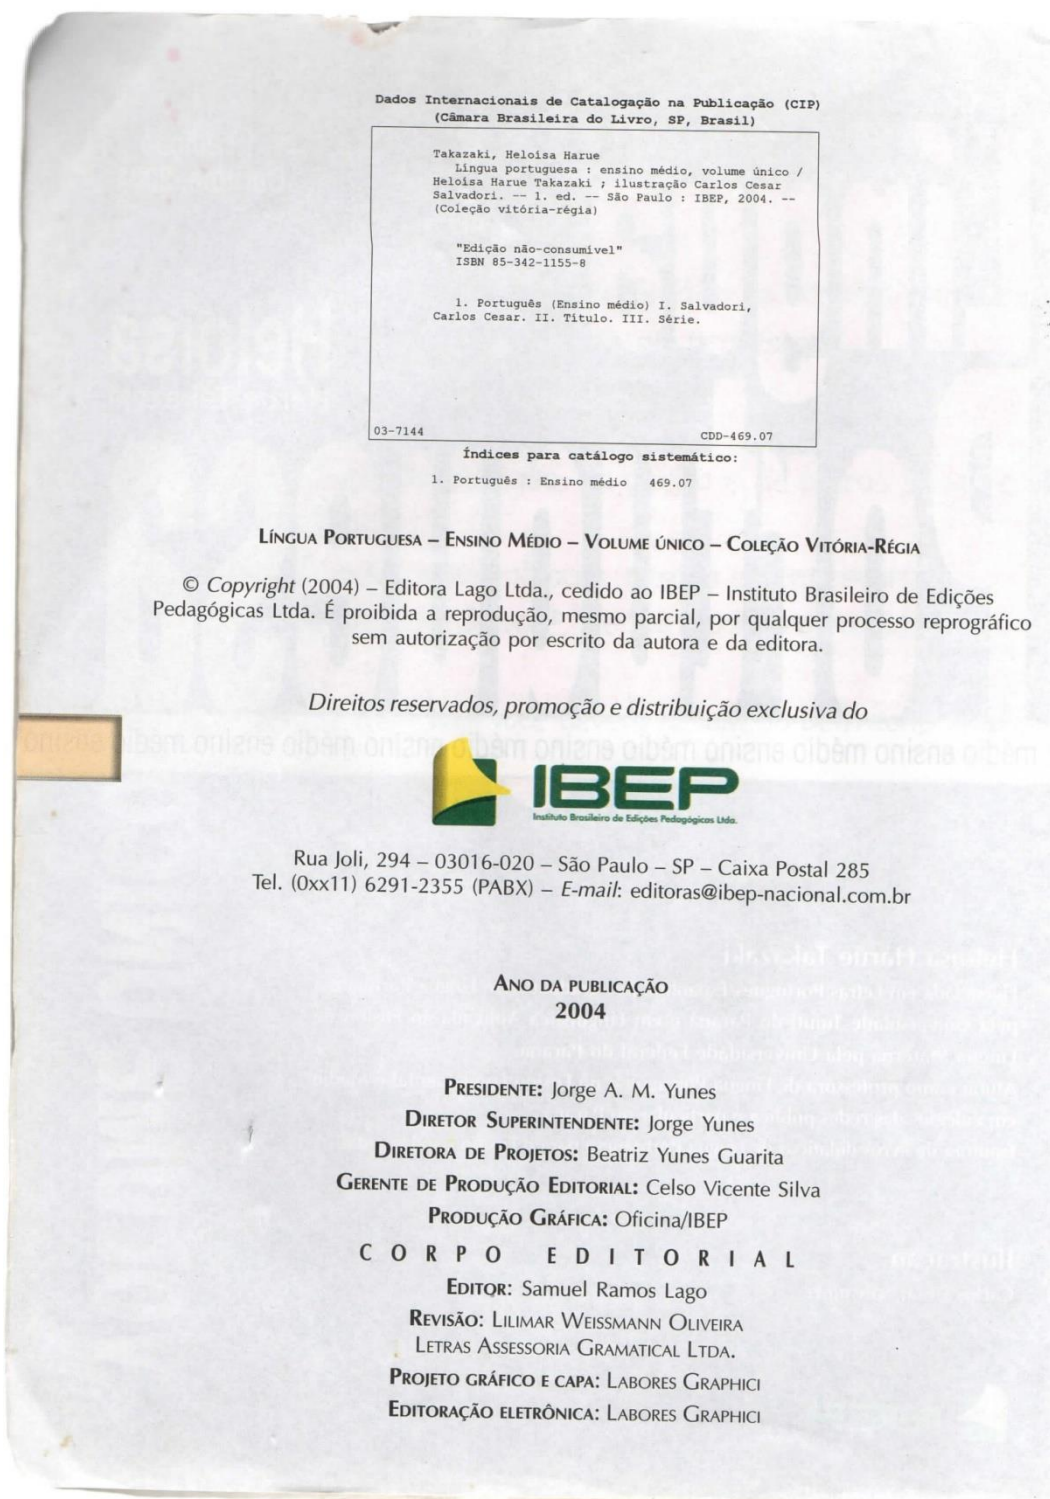 Dados Internacionais de Catalogação na Publicação (CIP)
(Câmara Brasileira do Livro, SP, Brasil)
Takazaki, Heloisa Harue
Língua portuguesa : ensino médio, volume único /
Heloísa Harue Takazaki ; ilustração Carlos Cesar
Salvadori. -- 1. ed. -- São Paulo : IBEP, 2004. --
(Coleção vitória-régia)
"Edição não-consumível"
ISBN 85-342-1155-8
1. Português (Ensino médio) I. Salvadori,
Carlos Cesar. II. Título. III. Série.
03-7144 CDD-469.07
Índices para catálogo sistemático:
1. Português : Ensino médio 469.07
LÍNGUA PORTUGUESA – ENSINO MÉDIO – VOLUME ÚNICO – COLEÇÃO VITÓRIA-RÉGIA
© Copyright (2004) – Editora Lago Ltda., cedido ao IBEP – Instituto Brasileiro de Edições
Pedagógicas Ltda. É proibida a reprodução, mesmo parcial, por qualquer processo reprográfico
sem autorização por escrito da autora e da editora.
Direitos reservados, promoção e distribuição exclusiva do
IBEP
Instituto Brasileiro de Edições Pedagógicas Ltda.
Rua Joli, 294 – 03016-020 – São Paulo – SP – Caixa Postal 285
Tel. (0xx11) 6291-2355 (PABX) – E-mail: editoras@ibep-nacional.com.br
ANO DA PUBLICAÇÃO
2004
PRESIDENTE: Jorge A. M. Yunes
DIRETOR SUPERINTENDENTE: Jorge Yunes
DIRETORA DE PROJETOS: Beatriz Yunes Guarita
GERENTE DE PRODUÇÃO EDITORIAL: Celso Vicente Silva
PRODUÇÃO GRÁFICA: Oficina/IBEP
CORPO EDITORIAL
EDITOR: Samuel Ramos Lago
REVISÃO: LILIMAR WEISSMANN OLIVEIRA
LETRAS ASSESSORIA GRAMATICAL LTDA.
PROJETO GRÁFICO E CAPA: LABORES GRAPHICI
EDITORAÇÃO ELETRÔNICA: LABORES GRAPHICI